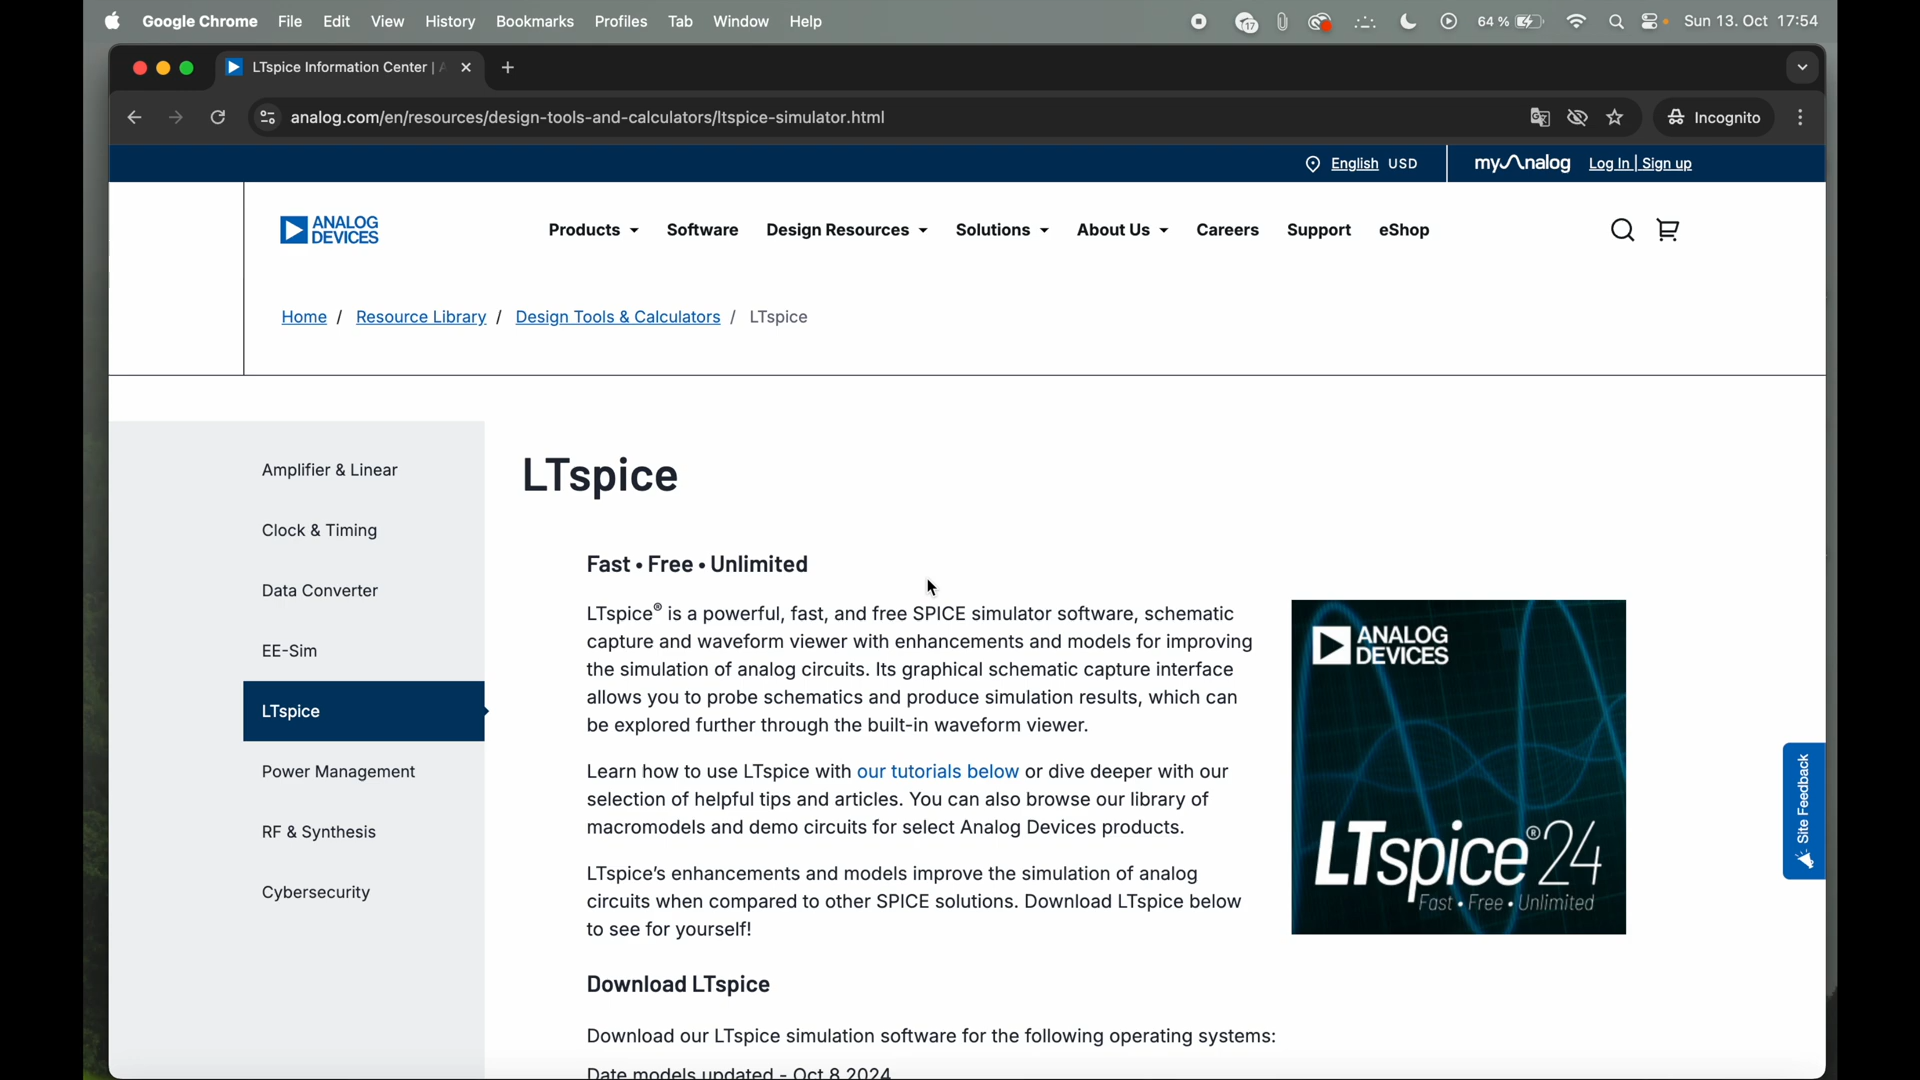 Google Chrome File Edit View History Bookmarks Profiles Tab Window Help
17 64 % Sun 13. Oct 17:54
LTspice Information Center |
analog.com/en/resources/design-tools-and-calculators/ltspice-simulator.html
Incognito
English USD
myAnalog Log In | Sign up
ANALOG
DEVICES
Products Software Design Resources Solutions About Us Careers Support eShop
Home / Resource Library / Design Tools & Calculators / LTspice
Amplifier & Linear
Clock & Timing
Data Converter
EE-Sim
LTspice
Power Management
RF & Synthesis
Cybersecurity
LTspice
Fast • Free • Unlimited
LTspice® is a powerful, fast, and free SPICE simulator software, schematic
capture and waveform viewer with enhancements and models for improving
the simulation of analog circuits. Its graphical schematic capture interface
allows you to probe schematics and produce simulation results, which can
be explored further through the built-in waveform viewer.
Learn how to use LTspice with our tutorials below or dive deeper with our
selection of helpful tips and articles. You can also browse our library of
macromodels and demo circuits for select Analog Devices products.
LTspice's enhancements and models improve the simulation of analog
circuits when compared to other SPICE solutions. Download LTspice below
to see for yourself!
ANALOG
DEVICES
LTspice®24
Fast • Free • Unlimited
Site Feedback
Download LTspice
Download our LTspice simulation software for the following operating systems:
Date models updated - Oct 8 2024